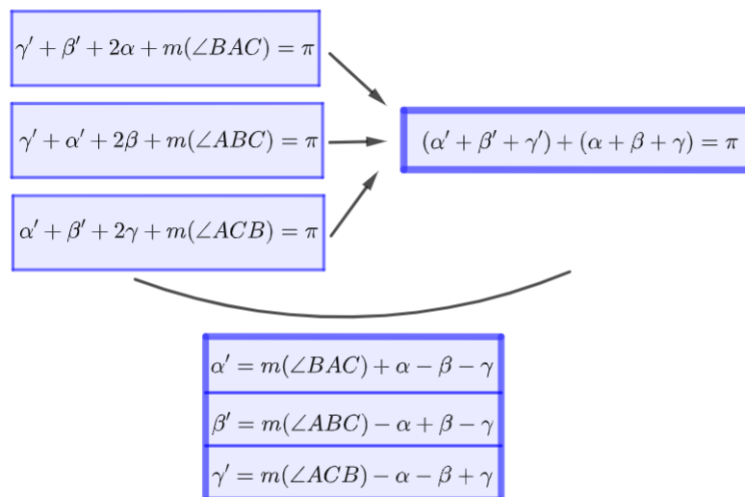 γ′ + β′ + 2α + m(∠BAC) = π
γ′ + α′ + 2β + m(∠ABC) = π
α′ + β′ + 2γ + m(∠ACB) = π
(α′ + β′ + γ′) + (α + β + γ) = π
α′ = m(∠BAC) + α − β − γ
β′ = m(∠ABC) − α + β − γ
γ′ = m(∠ACB) − α − β + γ